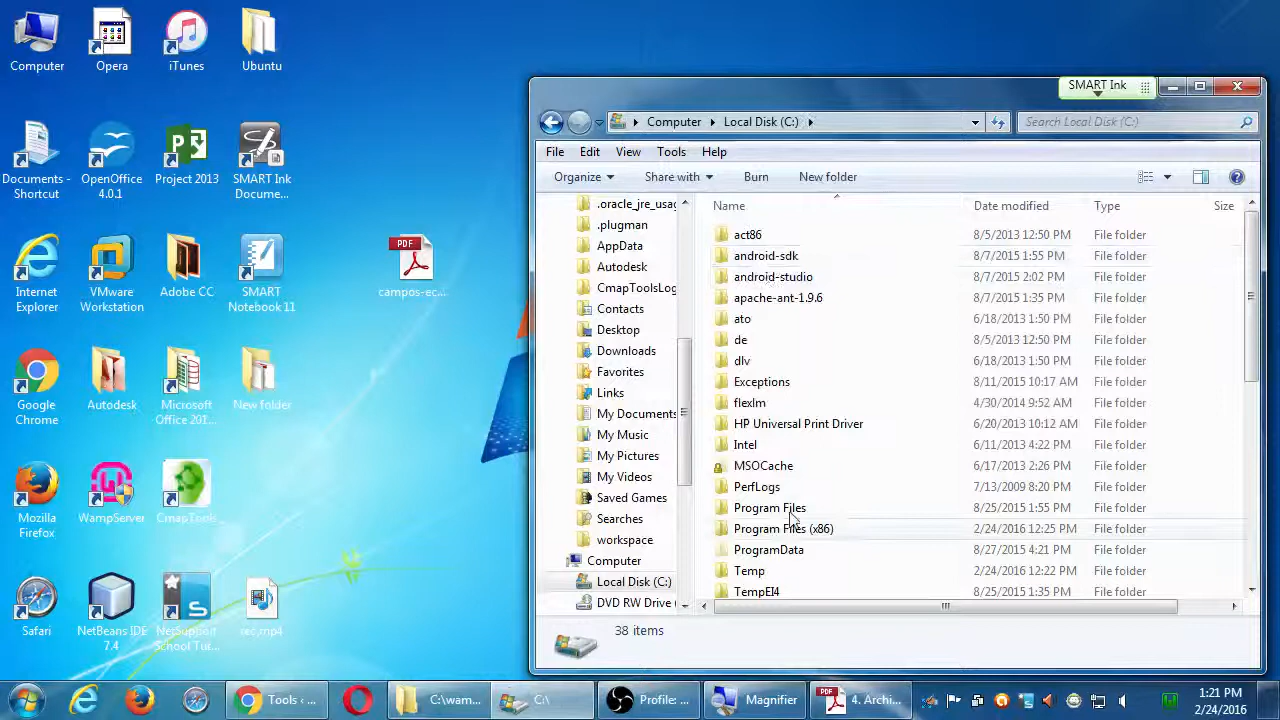 Computer
Opera
iTunes
Ubuntu
Documents -
Shortcut
OpenOffice
4.0.1
Project 2013
SMART Ink
Docume...
Internet
Explorer
VMware
Workstation
Adobe CC
SMART
Notebook 11
PDF
campos-ec...
Google
Chrome
Autodesk
Microsoft
Office 201...
New folder
Mozilla
Firefox
WampServer
CmapTools
Safari
NetBeans IDE
7.4
NetSupport
School Tut...
rec.mp4
SMART Ink
Computer
Local Disk (C:)
Search Local Disk (C:)
File Edit View Tools Help
Organize Share with Burn New folder
.oracle_jre_usag
.plugman
AppData
Autodesk
CmapToolsLog
Contacts
Desktop
Downloads
Favorites
Links
My Documents
My Music
My Pictures
My Videos
Saved Games
Searches
workspace
Computer
Local Disk (C:)
DVD RW Drive (
Name Date modified Type Size
act86 8/5/2013 12:50 PM File folder
android-sdk 8/7/2015 1:55 PM File folder
android-studio 8/7/2015 2:02 PM File folder
apache-ant-1.9.6 8/7/2015 1:35 PM File folder
ato 6/18/2013 1:50 PM File folder
de 8/5/2013 12:50 PM File folder
dlv 6/18/2013 1:50 PM File folder
Exceptions 8/11/2015 10:17 AM File folder
flexlm 4/30/2014 9:52 AM File folder
HP Universal Print Driver 6/20/2013 10:12 AM File folder
Intel 6/11/2013 4:22 PM File folder
MSOCache 6/17/2013 2:26 PM File folder
PerfLogs 7/13/2009 8:20 PM File folder
Program Files 8/25/2015 1:55 PM File folder
Program Files (x86) 2/24/2016 12:25 PM File folder
ProgramData 8/27/2015 4:21 PM File folder
Temp 2/24/2016 12:22 PM File folder
TempEI4 8/25/2015 1:35 PM File folder
38 items
Tools ‹ ...
C:\wam...
C:\
Profile: ...
Magnifier
PDF
4. Archi...
1:21 PM
2/24/2016